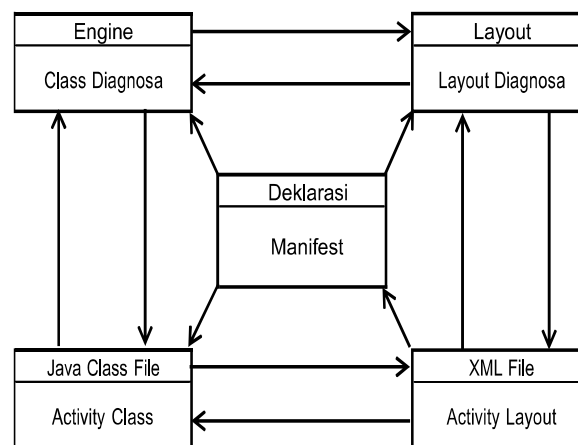 Engine
Layout
Class Diagnosa
Layout Diagnosa
Deklarasi
Manifest
Java Class File
XML File
Activity Class
Activity Layout